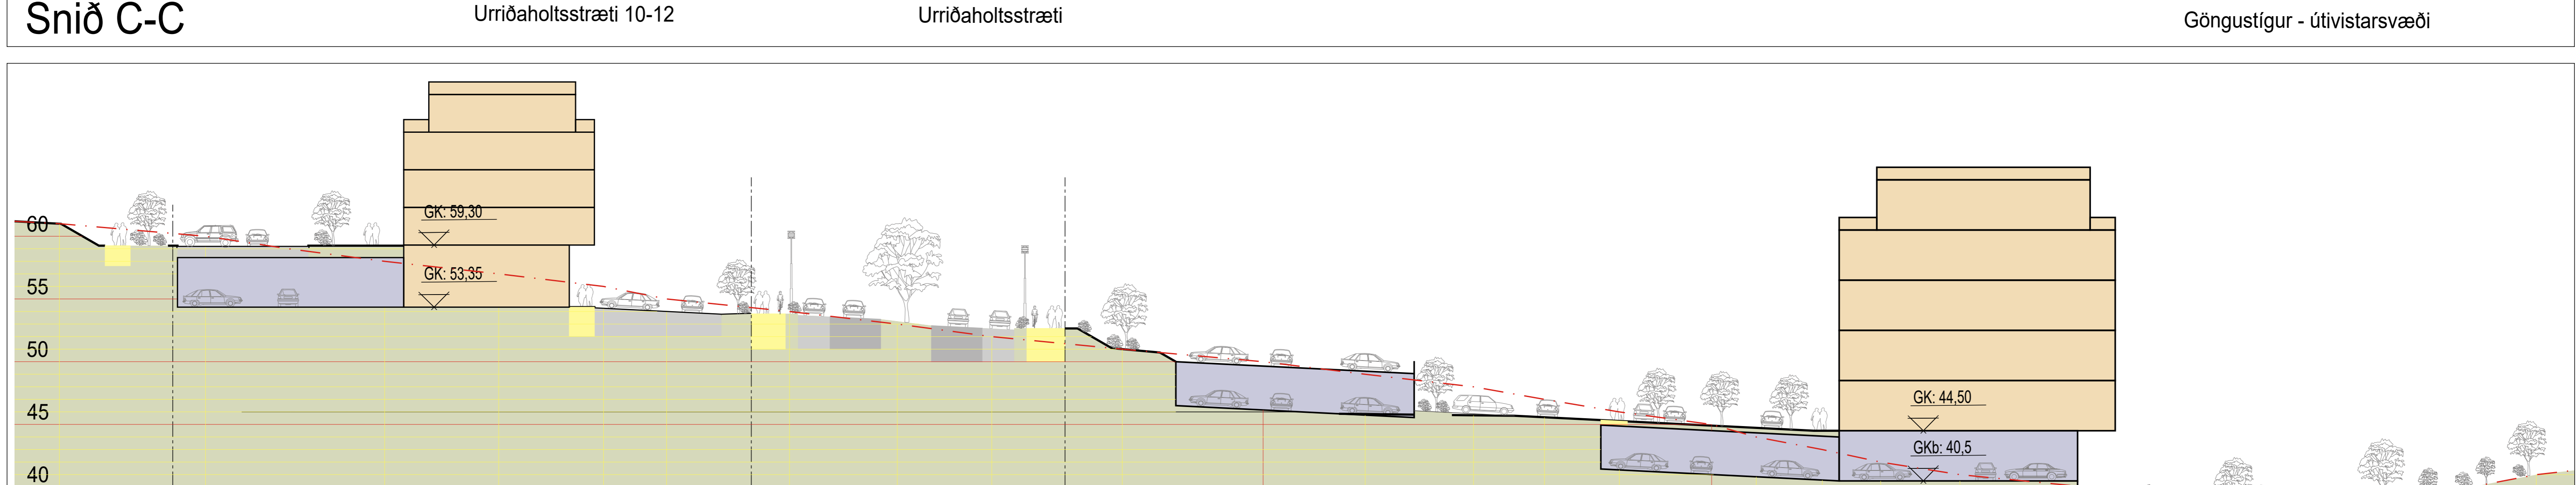 Snið C-C
Urriðaholtsstræti 10-12
Urriðaholtsstræti
Göngustígur - útivistarsvæði
60
GK: 59,30
55
GK: 53,35
50
45
GK: 44,50
40
GKb: 40,5